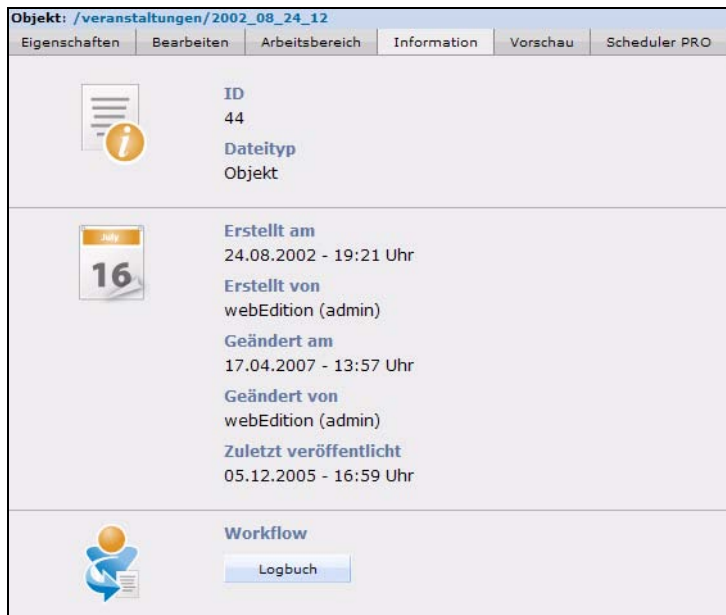 Objekt: /veranstaltungen/2002_08_24_12
Eigenschaften Bearbeiten Arbeitsbereich Information Vorschau Scheduler PRO
ID
44
Dateityp
Objekt
July
16
Erstellt am
24.08.2002 - 19:21 Uhr
Erstellt von
webEdition (admin)
Geändert am
17.04.2007 - 13:57 Uhr
Geändert von
webEdition (admin)
Zuletzt veröffentlicht
05.12.2005 - 16:59 Uhr
Workflow
Logbuch